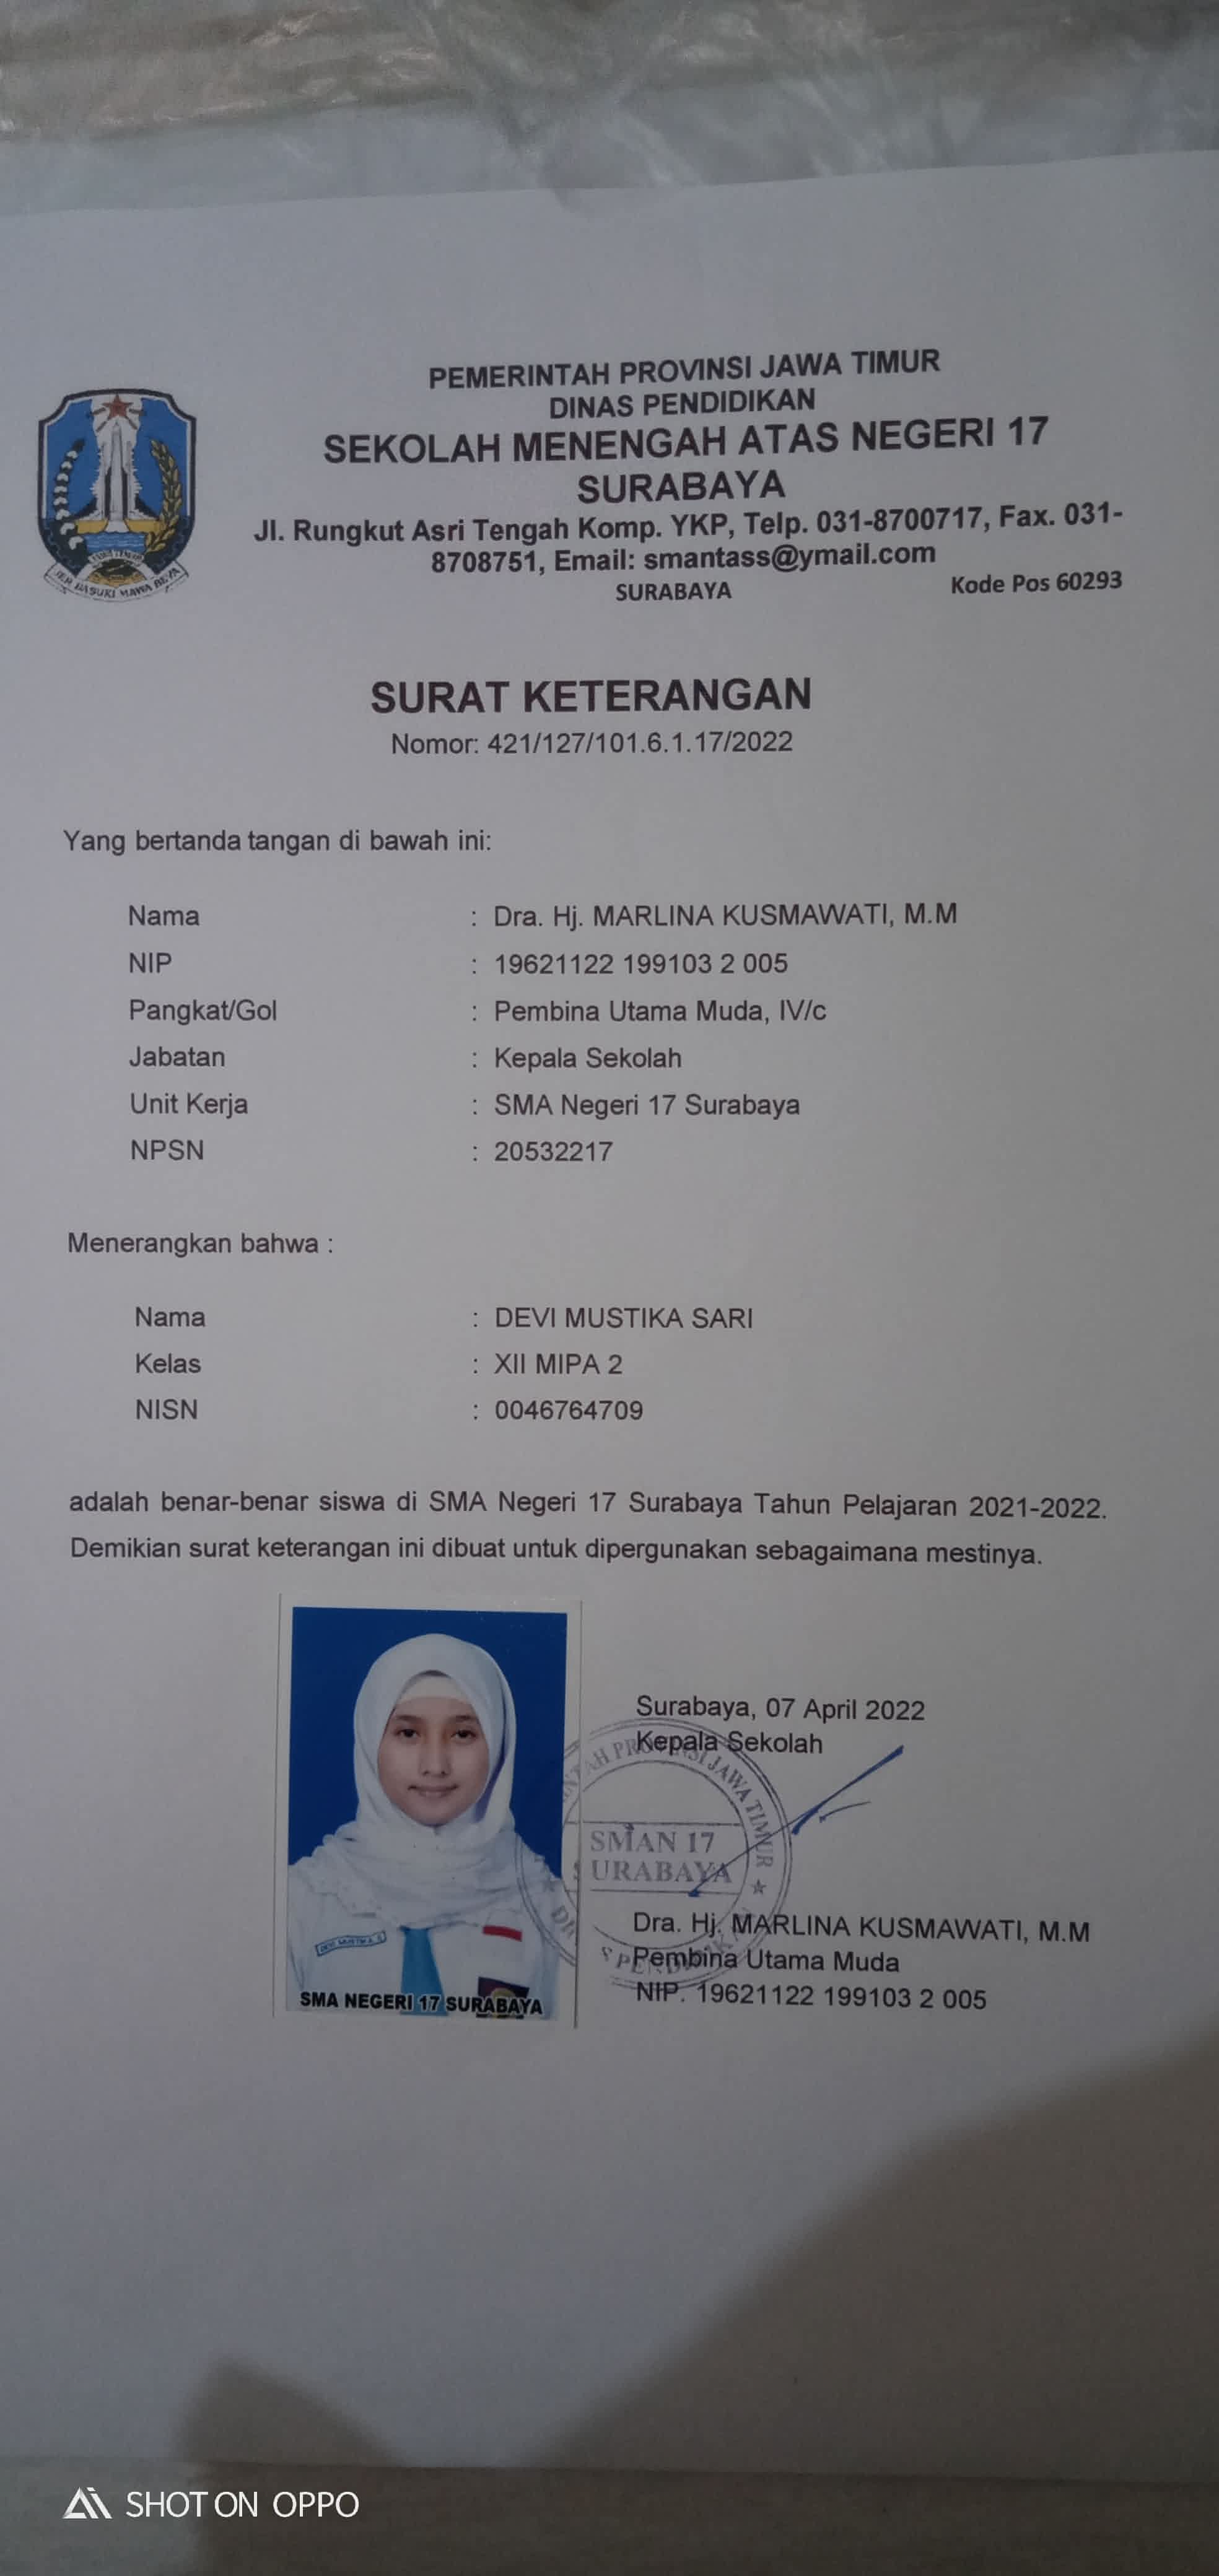 PEMERINTAH PROVINSI JAWA TIMUR
DINAS PENDIDIKAN
SEKOLAH MENENGAH ATAS NEGERI 17
SURABAYA
Jl. Rungkut Asri Tengah Komp. YKP, Telp. 031-8700717, Fax. 031-
8708751, Email: smantass@ymail.com
SURABAYA Kode Pos 60293
JAWA TIMUR
JER BASUKI MAWA BEYA
SURAT KETERANGAN
Nomor: 421/127/101.6.1.17/2022
Yang bertanda tangan di bawah ini:
Nama : Dra. Hj. MARLINA KUSMAWATI, M.M
NIP : 19621122 199103 2 005
Pangkat/Gol : Pembina Utama Muda, IV/c
Jabatan : Kepala Sekolah
Unit Kerja : SMA Negeri 17 Surabaya
NPSN : 20532217
Menerangkan bahwa :
Nama : DEVI MUSTIKA SARI
Kelas : XII MIPA 2
NISN : 0046764709
adalah benar-benar siswa di SMA Negeri 17 Surabaya Tahun Pelajaran 2021-2022.
Demikian surat keterangan ini dibuat untuk dipergunakan sebagaimana mestinya.
Surabaya, 07 April 2022
Kepala Sekolah
PROVINSI JAWA TIMUR
SMAN 17
URABAYA
Dra. Hj. MARLINA KUSMAWATI, M.M
Pembina Utama Muda
NIP. 19621122 199103 2 005
DEVI MUSTIKA S
SMA NEGERI 17 SURABAYA
SHOT ON OPPO